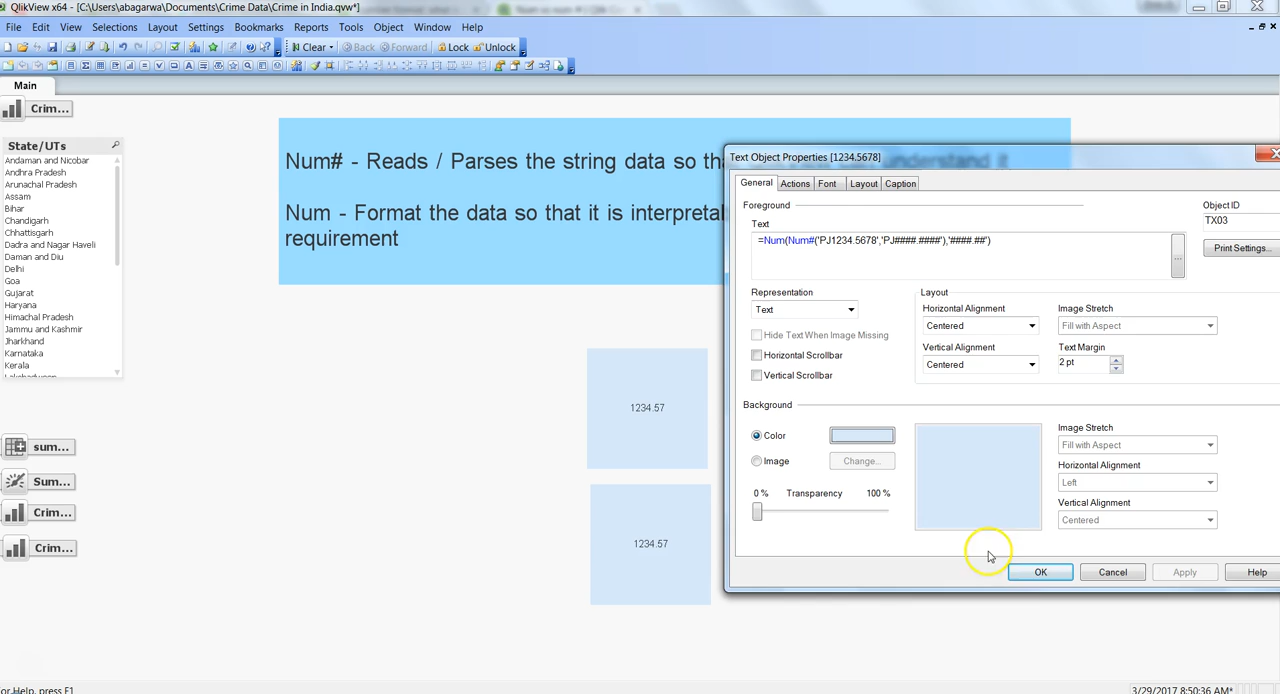 QlikView x64 - [C:\Users\abagarwa\Documents\Crime Data\Crime in India.qvw*]
File Edit View Selections Layout Settings Bookmarks Reports Tools Object Window Help
Clear Back Forward Lock Unlock
Main
Crim...
State/UTs
Andaman and Nicobar
Andhra Pradesh
Arunachal Pradesh
Assam
Bihar
Chandigarh
Chhattisgarh
Dadra and Nagar Haveli
Daman and Diu
Delhi
Goa
Gujarat
Haryana
Himachal Pradesh
Jammu and Kashmir
Jharkhand
Karnataka
Kerala
sum...
Sum...
Crim...
Crim...
Num# - Reads / Parses the string data so tha
Num - Format the data so that it is interpretal
requirement
1234.57
1234.57
Text Object Properties [1234.5678]
General Actions Font Layout Caption
Foreground
Text
=Num(Num#('PJ1234.5678','PJ####.####'),'####.##')
...
Object ID
TX03
Print Settings...
Representation
Text
Hide Text When Image Missing
Horizontal Scrollbar
Vertical Scrollbar
Layout
Horizontal Alignment
Centered
Vertical Alignment
Centered
Image Stretch
Fill with Aspect
Text Margin
2 pt
Background
Color
Image
Change...
0 % Transparency 100 %
Image Stretch
Fill with Aspect
Horizontal Alignment
Left
Vertical Alignment
Centered
OK Cancel Apply Help
or Help, press F1
3/29/2017 8:50:36 AM*